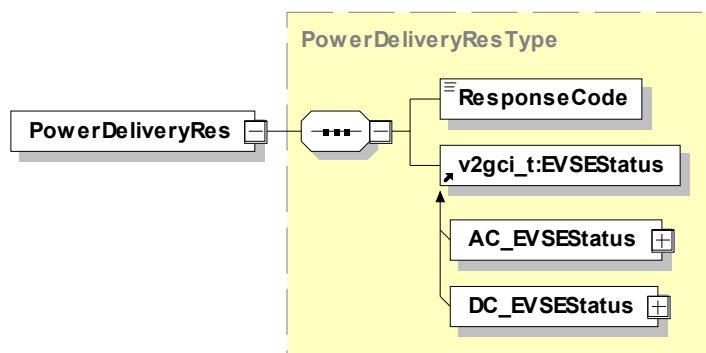 PowerDeliveryResType
ResponseCode
PowerDeliveryRes
v2gci_t:EVSEStatus
AC_EVSEStatus
DC_EVSEStatus